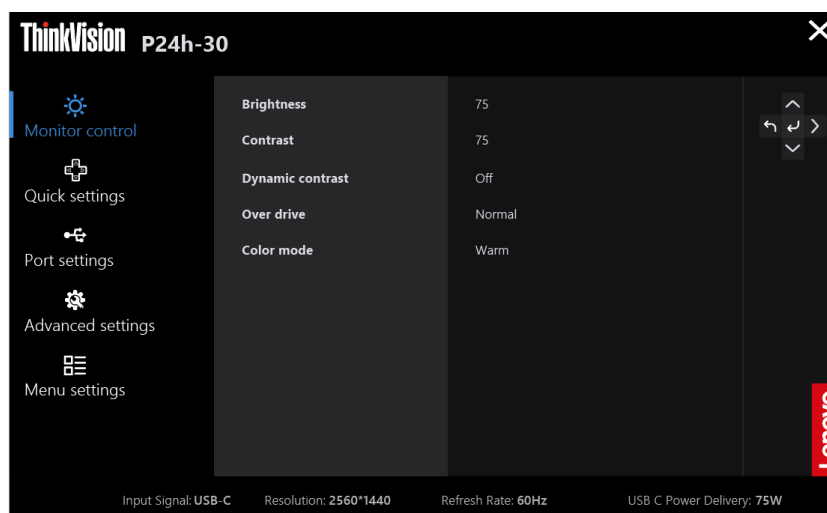 ThinkVision P24h-30
Monitor control
Quick settings
Port settings
Advanced settings
Menu settings
Brightness 75
Contrast 75
Dynamic contrast Off
Over drive Normal
Color mode Warm
Lenovo
Input Signal: USB-C Resolution: 2560*1440 Refresh Rate: 60Hz USB C Power Delivery: 75W